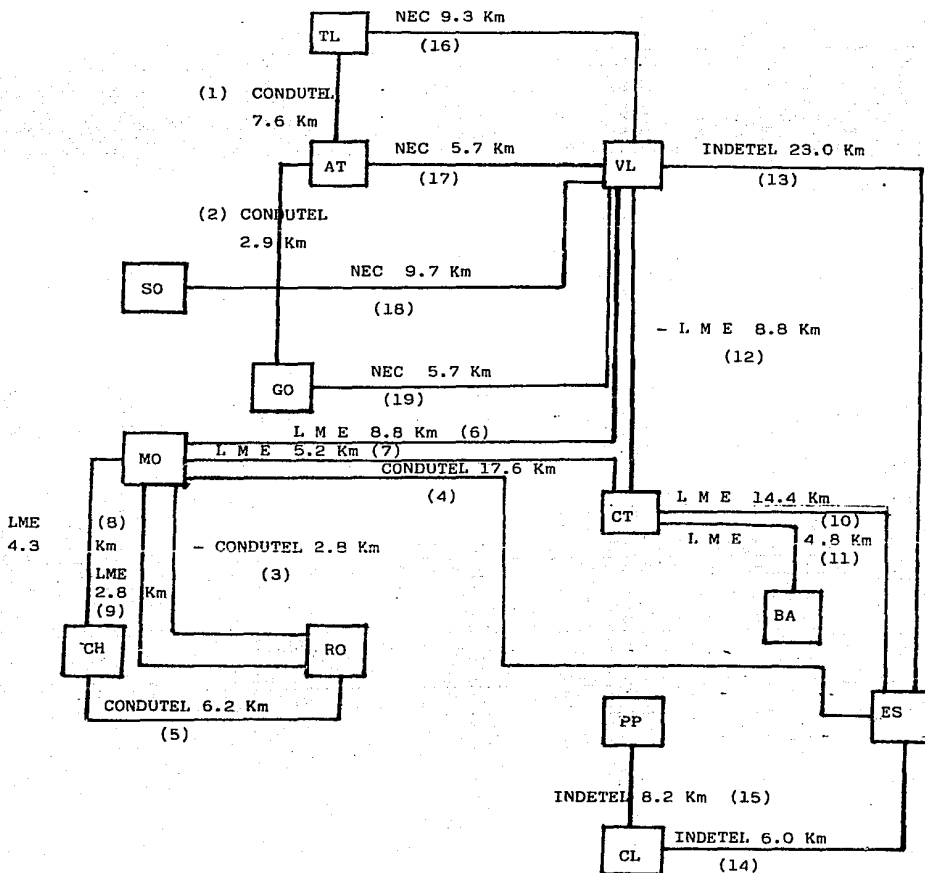 NEC 9.3 Km
TL
(16)
(1) CONDUTEL
7.6 Km
AT
NEC 5.7 Km
(17)
VL
INDETEL 23.0 Km
(13)
(2) CONDUTEL
2.9 Km
SO
NEC 9.7 Km
(18)
- L M E 8.8 Km
(12)
GO
NEC 5.7 Km
(19)
L M E 8.8 Km (6)
MO
L M E 5.2 Km (7)
CONDUTEL 17.6 Km
(4)
CT
L M E 14.4 Km
(10)
L M E 4.8 Km
(11)
LME (8)
4.3 Km
- CONDUTEL 2.8 Km
(3)
LME
2.8 Km
(9)
BA
CH
RO
CONDUTEL 6.2 Km
(5)
PP
ES
INDETEL 8.2 Km (15)
CL
INDETEL 6.0 Km
(14)